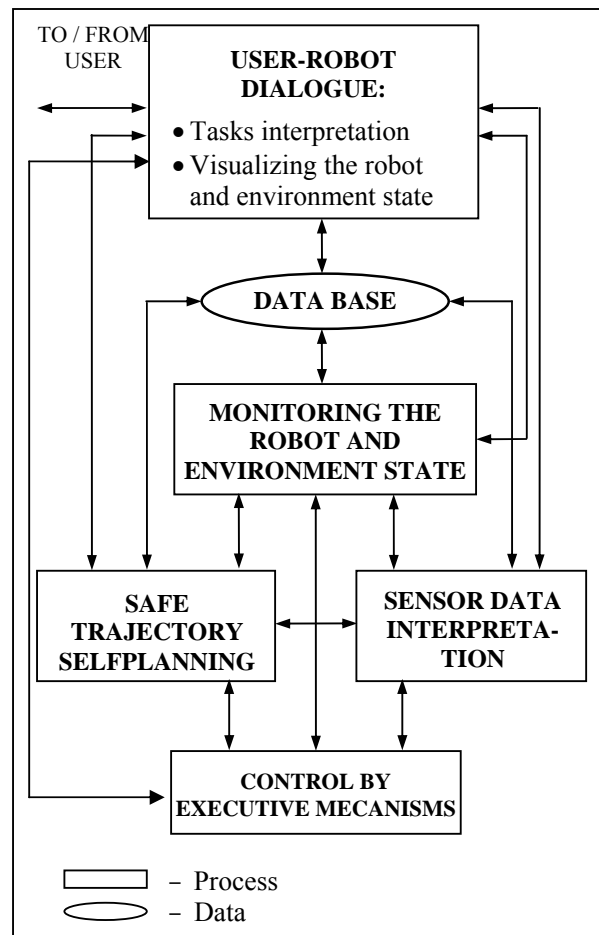 TO / FROM
USER
USER-ROBOT
DIALOGUE:
• Tasks interpretation
• Visualizing the robot
and environment state
DATA BASE
MONITORING THE
ROBOT AND
ENVIRONMENT STATE
SAFE
TRAJECTORY
SELFPLANNING
SENSOR DATA
INTERPRETA-
TION
CONTROL BY
EXECUTIVE MECANISMS
– Process
– Data